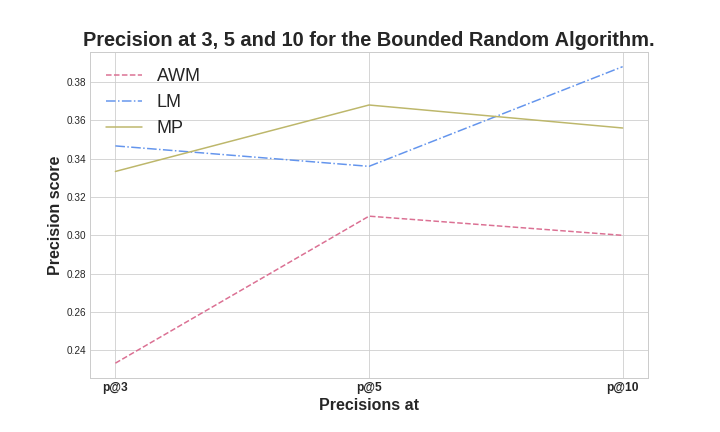 Precision at 3, 5 and 10 for the Bounded Random Algorithm.
AWM
LM
MP
Precision score
0.38
0.36
0.34
0.32
0.30
0.28
0.26
0.24
p@3
p@5
p@10
Precisions at